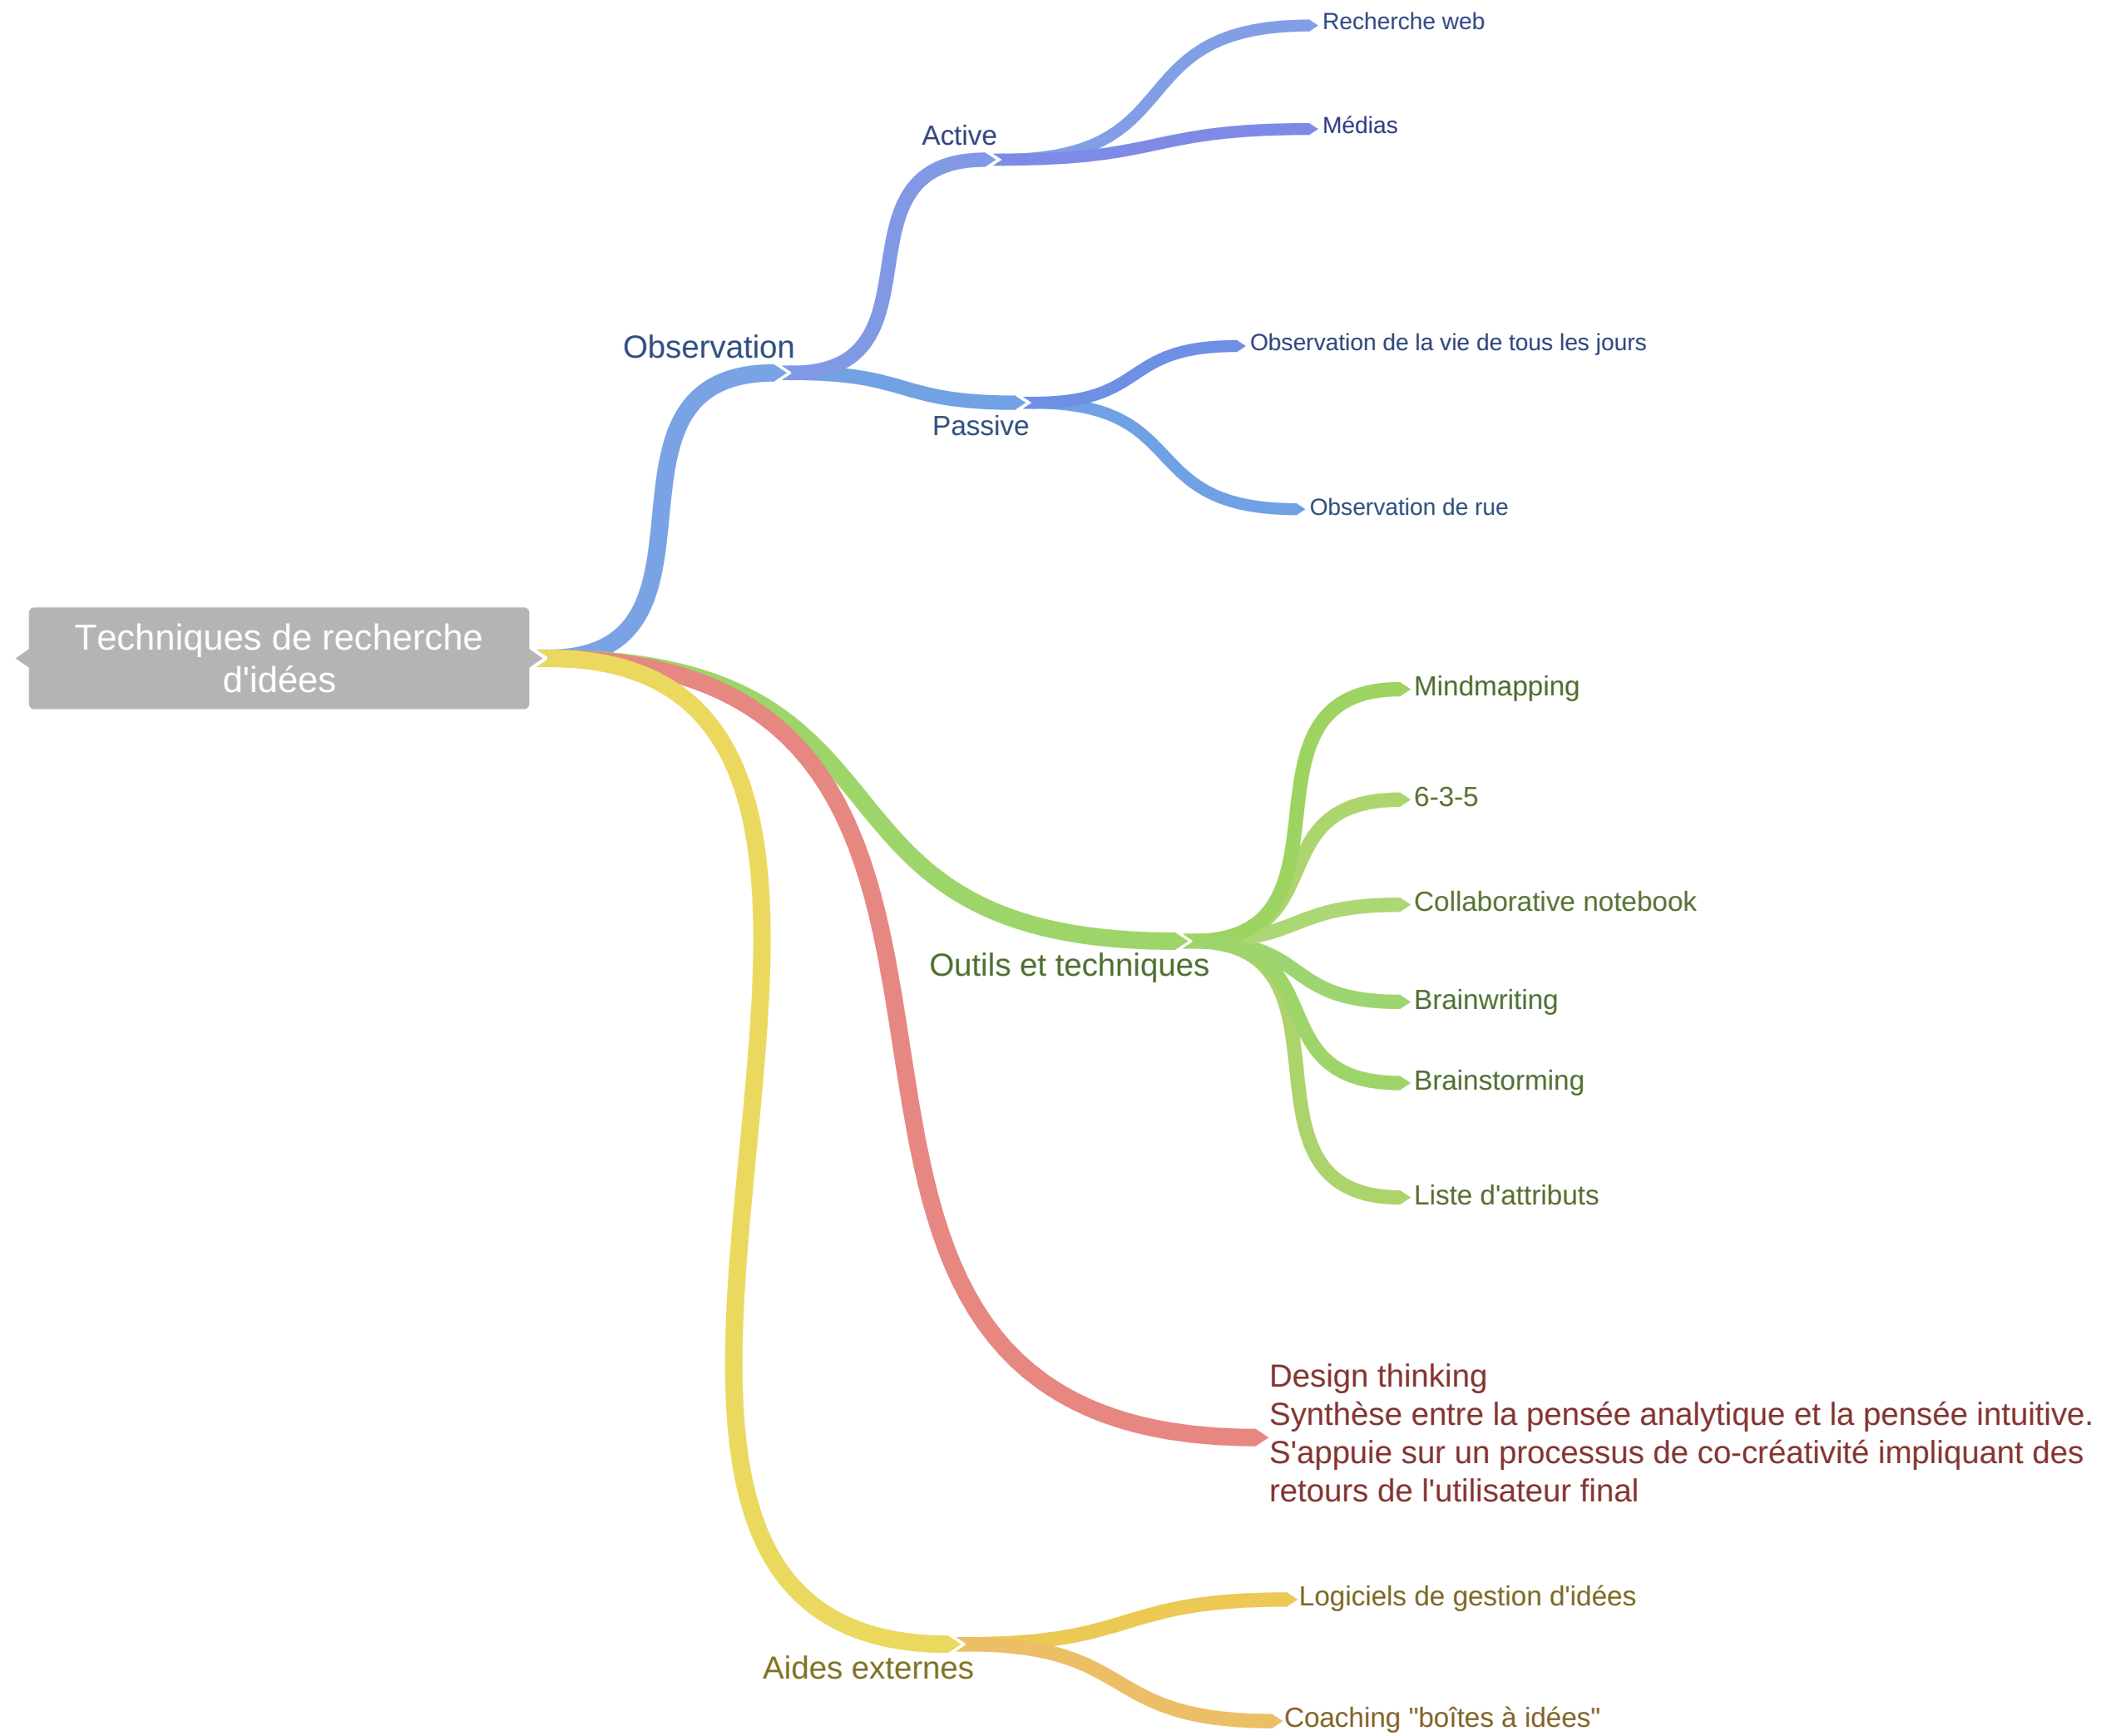 Recherche web
Médias
Active
Observation
Passive
Observation de la vie de tous les jours
Observation de rue
Techniques de recherche
d'idées
Mindmapping
6-3-5
Collaborative notebook
Outils et techniques
Brainwriting
Brainstorming
Liste d'attributs
Design thinking
Synthèse entre la pensée analytique et la pensée intuitive.
S'appuie sur un processus de co-créativité impliquant des
retours de l'utilisateur final
Logiciels de gestion d'idées
Aides externes
Coaching "boîtes à idées"